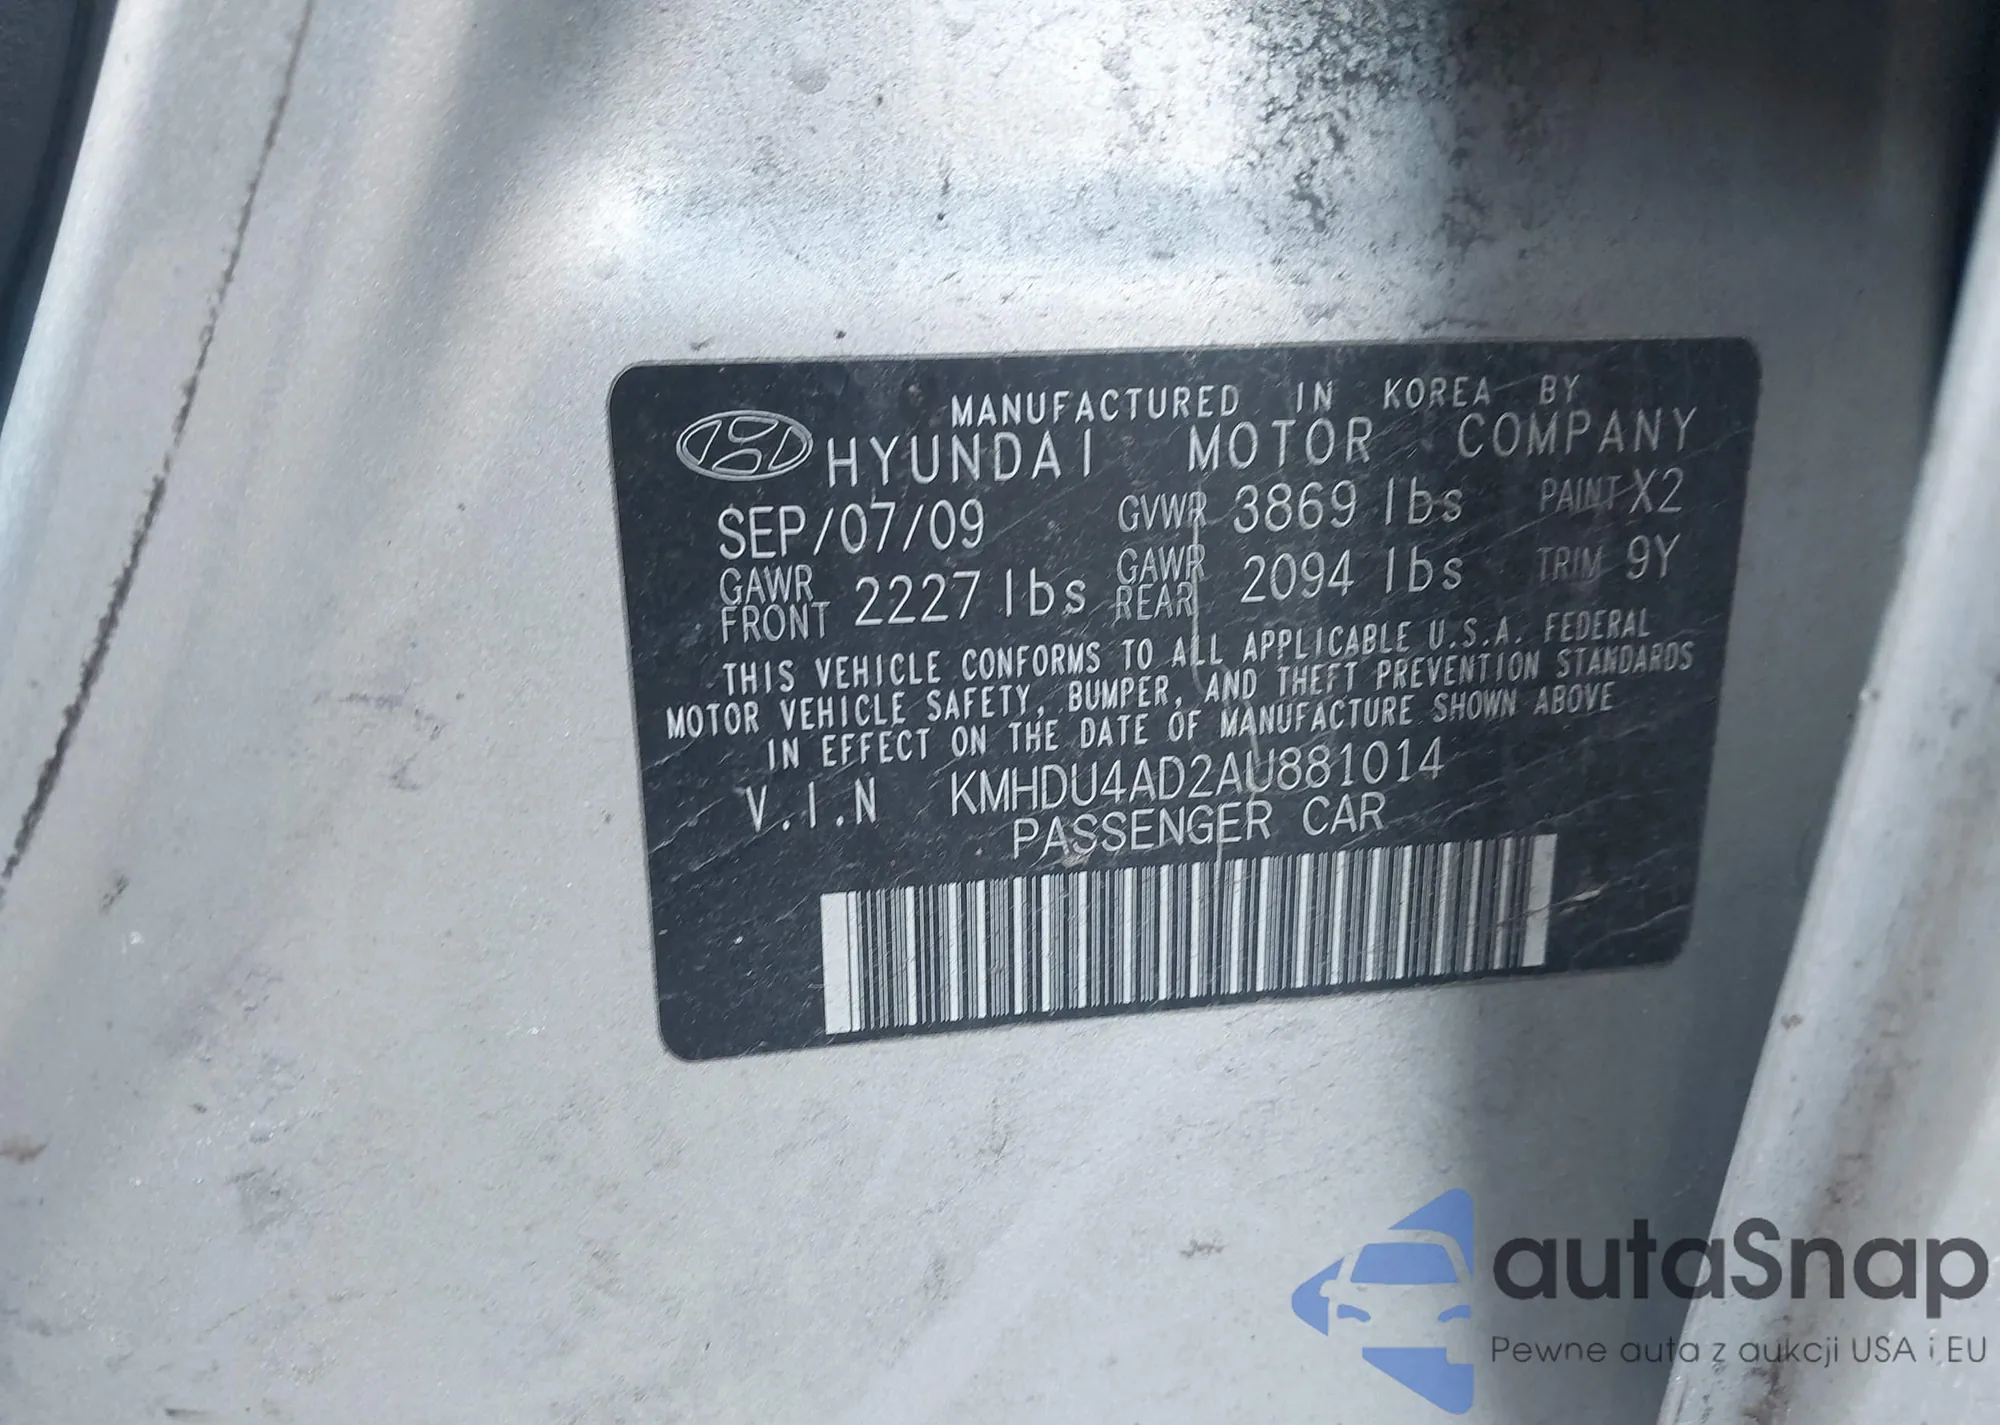 MANUFACTURED IN KOREA BY
HYUNDAI MOTOR COMPANY
SEP/07/09 GVWR 3869 lbs PAINT X2
GAWR FRONT 2227 lbs GAWR REAR 2094 lbs TRIM 9Y
THIS VEHICLE CONFORMS TO ALL APPLICABLE U.S.A. FEDERAL
MOTOR VEHICLE SAFETY, BUMPER, AND THEFT PREVENTION STANDARDS
IN EFFECT ON THE DATE OF MANUFACTURE SHOWN ABOVE
V.I.N KMHDU4AD2AU881014
PASSENGER CAR
autaSnap
Pewne auta z aukcji USA i EU